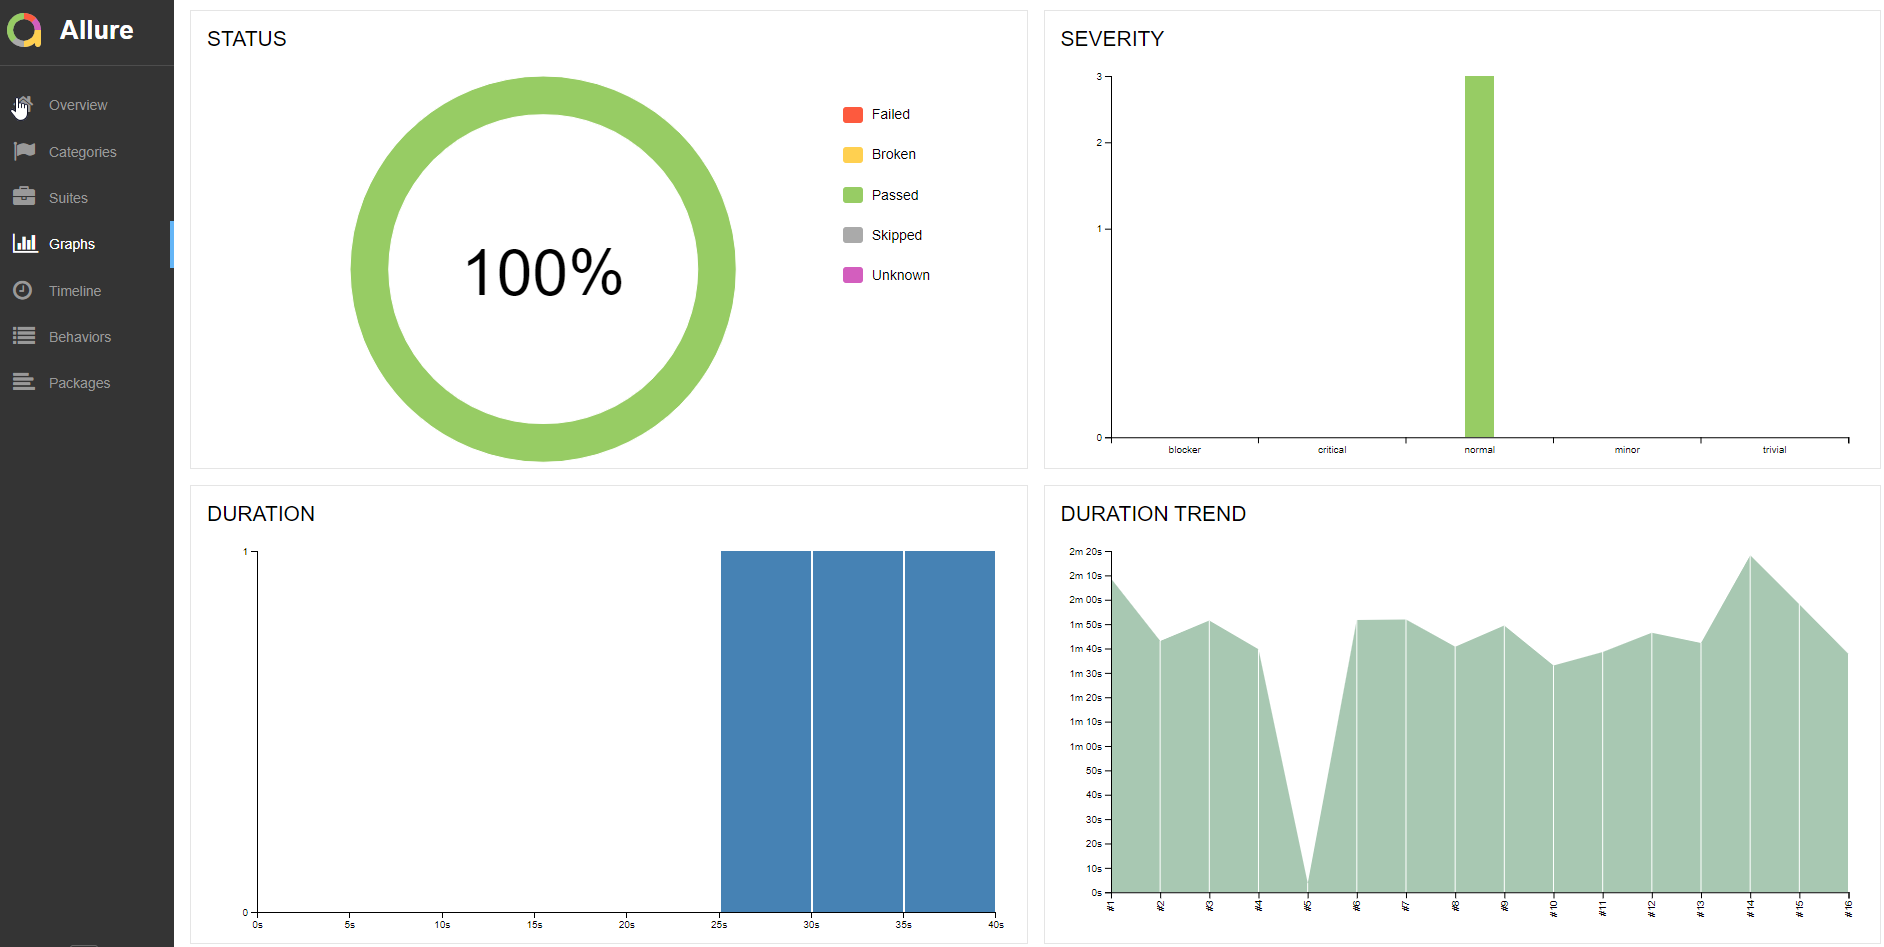 Allure
Overview
Categories
Suites
Graphs
Timeline
Behaviors
Packages
STATUS
100%
Failed
Broken
Passed
Skipped
Unknown
SEVERITY
3
2
1
0
blocker critical normal minor trivial
DURATION
1
0
0s 5s 10s 15s 20s 25s 30s 35s 40s
DURATION TREND
2m 20s
2m 10s
2m 00s
1m 50s
1m 40s
1m 30s
1m 20s
1m 10s
1m 00s
50s
40s
30s
20s
10s
0s
#1 #2 #3 #4 #5 #6 #7 #8 #9 #10 #11 #12 #13 #14 #15 #16